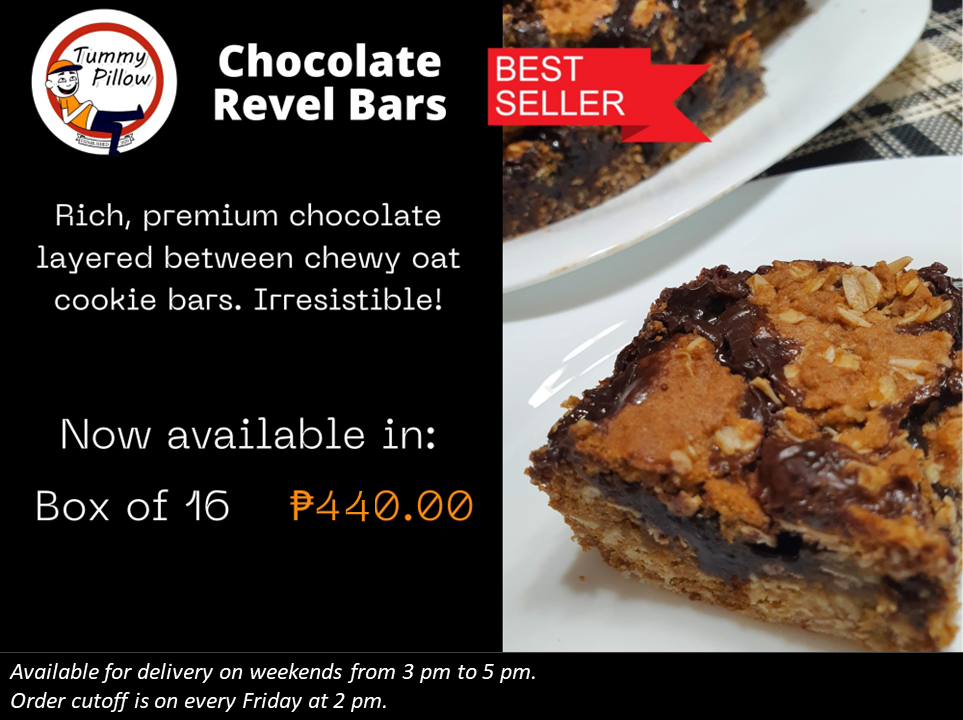 Tummy
Pillow
Chocolate
Revel Bars
BEST
SELLER
Rich, premium chocolate
layered between chewy oat
cookie bars. Irresistible!
Now available in:
Box of 16 ₱440.00
Available for delivery on weekends from 3 pm to 5 pm.
Order cutoff is on every Friday at 2 pm.